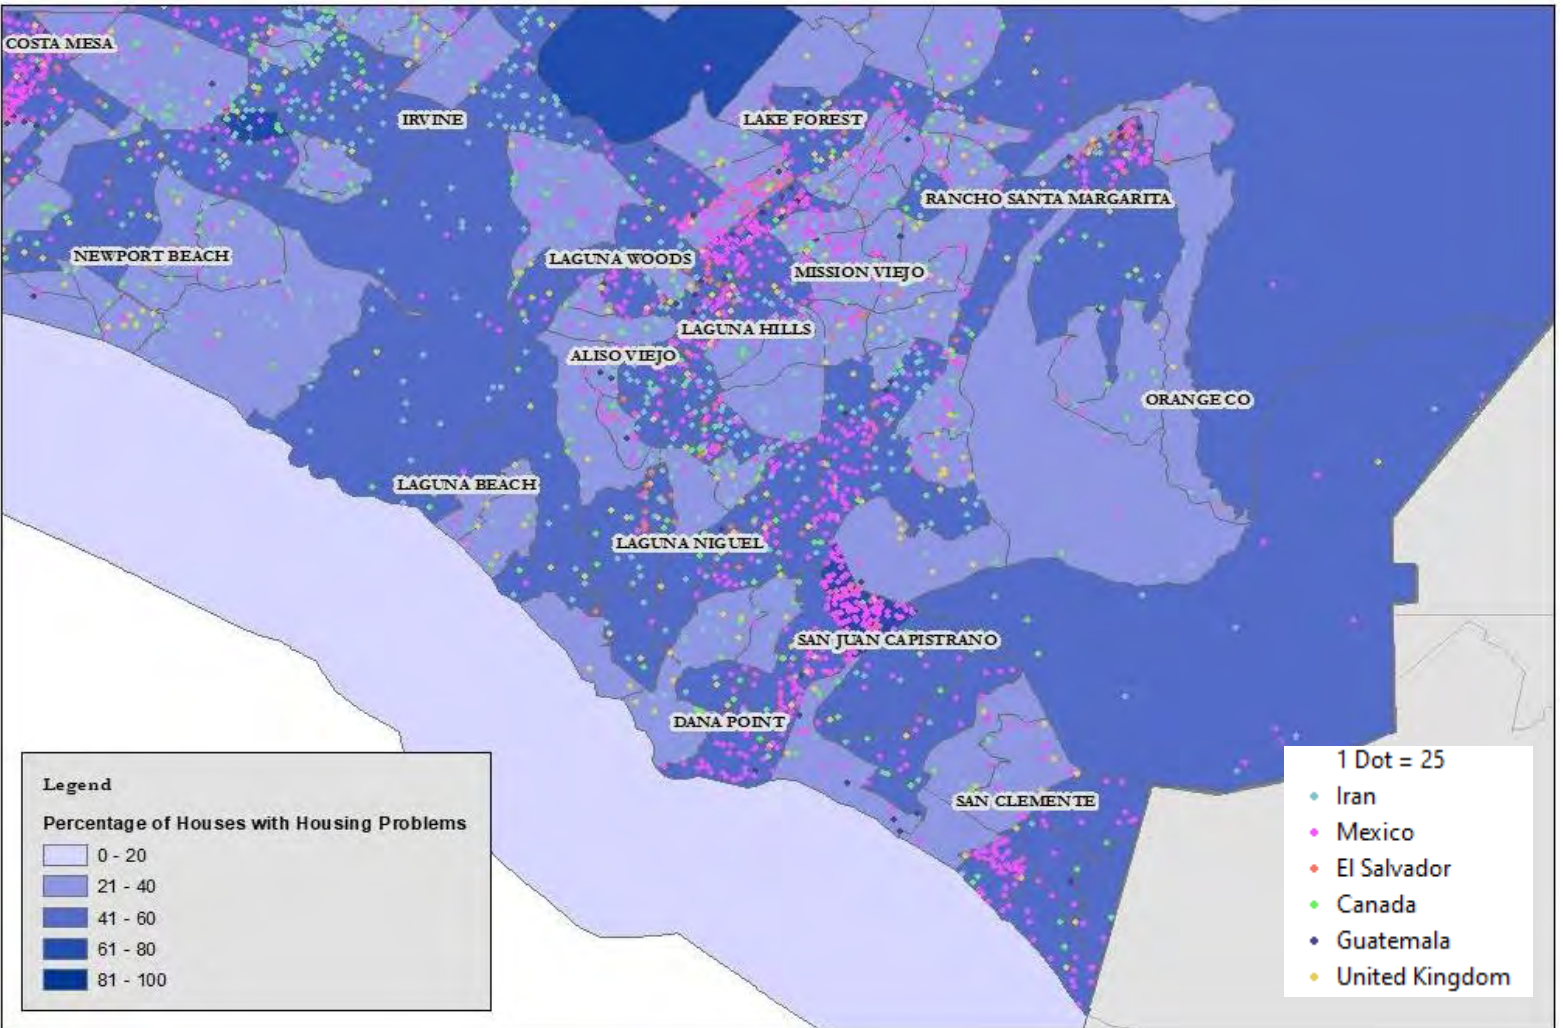 COSTA MESA
IRVINE
LAKE FOREST
RANCHO SANTA MARGARITA
NEWPORT BEACH
LAGUNA WOODS
MISSION VIEJO
LAGUNA HILLS
ALISO VIEJO
ORANGE CO
LAGUNA BEACH
LAGUNA NIGUEL
SAN JUAN CAPISTRANO
DANA POINT
SAN CLEMENTE
Legend
Percentage of Houses with Housing Problems
0 - 20
21 - 40
41 - 60
61 - 80
81 - 100
1 Dot = 25
Iran
Mexico
El Salvador
Canada
Guatemala
United Kingdom